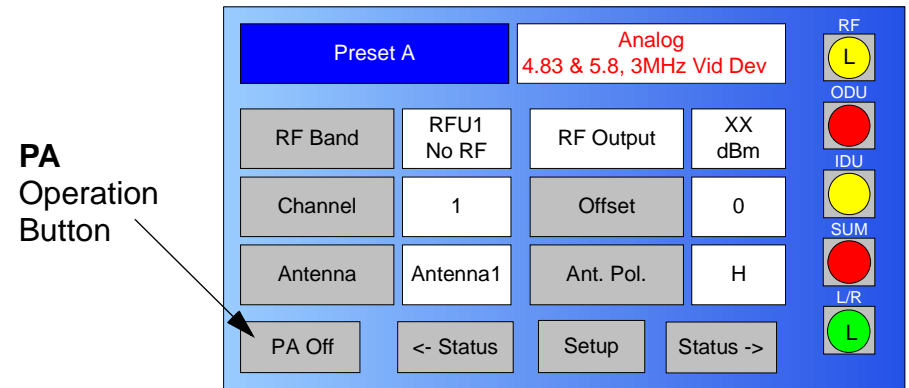 PA
Operation
Button
Preset A
Analog
4.83 & 5.8, 3MHz Vid Dev
RF
L
ODU
RF Band
RFU1
No RF
RF Output
XX
dBm
IDU
Channel
1
Offset
0
SUM
Antenna
Antenna1
Ant. Pol.
H
L/R
L
PA Off
<- Status
Setup
Status ->